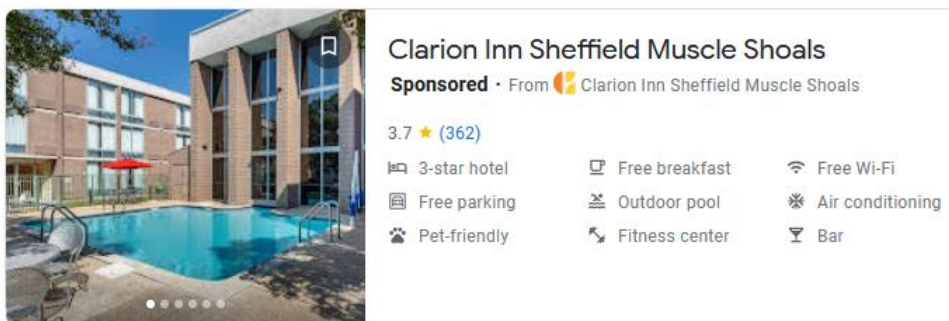 Clarion Inn Sheffield Muscle Shoals
Sponsored · From Clarion Inn Sheffield Muscle Shoals
3.7 ★ (362)
3-star hotel Free breakfast Free Wi-Fi
Free parking Outdoor pool Air conditioning
Pet-friendly Fitness center Bar